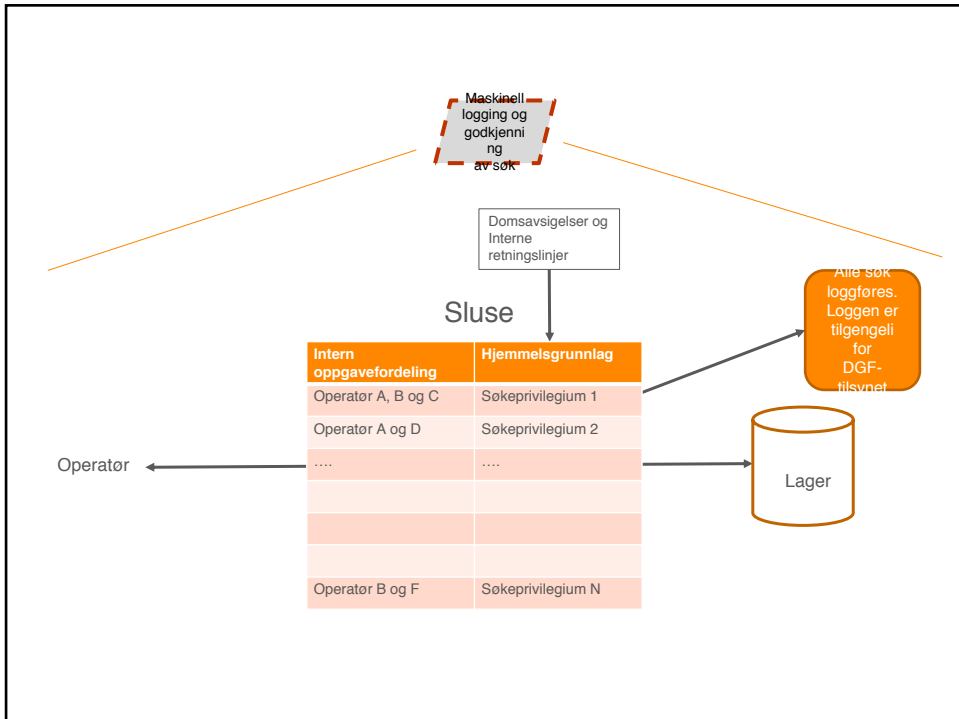 Maskinell
logging og
godkjenni
ng
av søk
Domsavsigelser og
Interne
retningslinjer
Alle søk
loggføres.
Loggen er
tilgengeli
for
DGF-
tilsynet
Sluse
Intern
oppgavefordeling
Hjemmelsgrunnlag
Operatør A, B og C
Søkeprivilegium 1
Operatør A og D
Søkeprivilegium 2
….
….
Operatør B og F
Søkeprivilegium N
Operatør
Lager